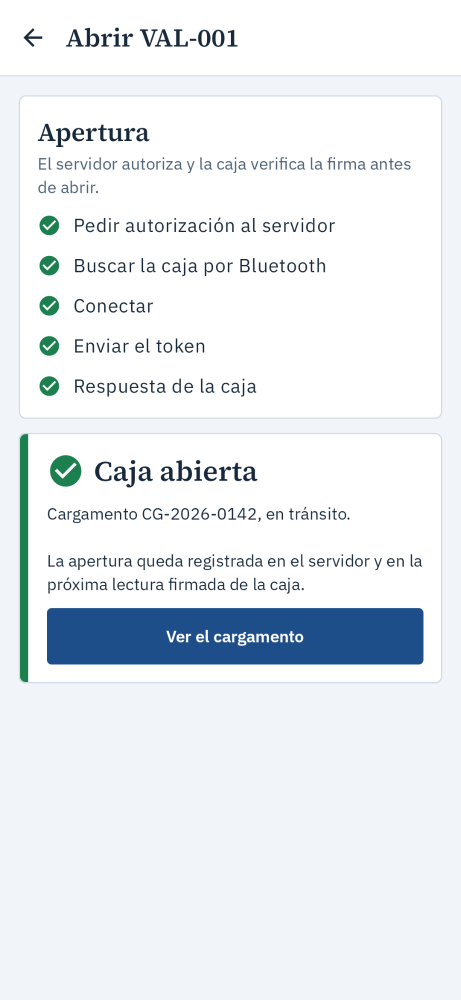 Abrir VAL-001
Apertura
El servidor autoriza y la caja verifica la firma antes
de abrir.
Pedir autorización al servidor
Buscar la caja por Bluetooth
Conectar
Enviar el token
Respuesta de la caja
Caja abierta
Cargamento CG-2026-0142, en tránsito.
La apertura queda registrada en el servidor y en la
próxima lectura firmada de la caja.
Ver el cargamento